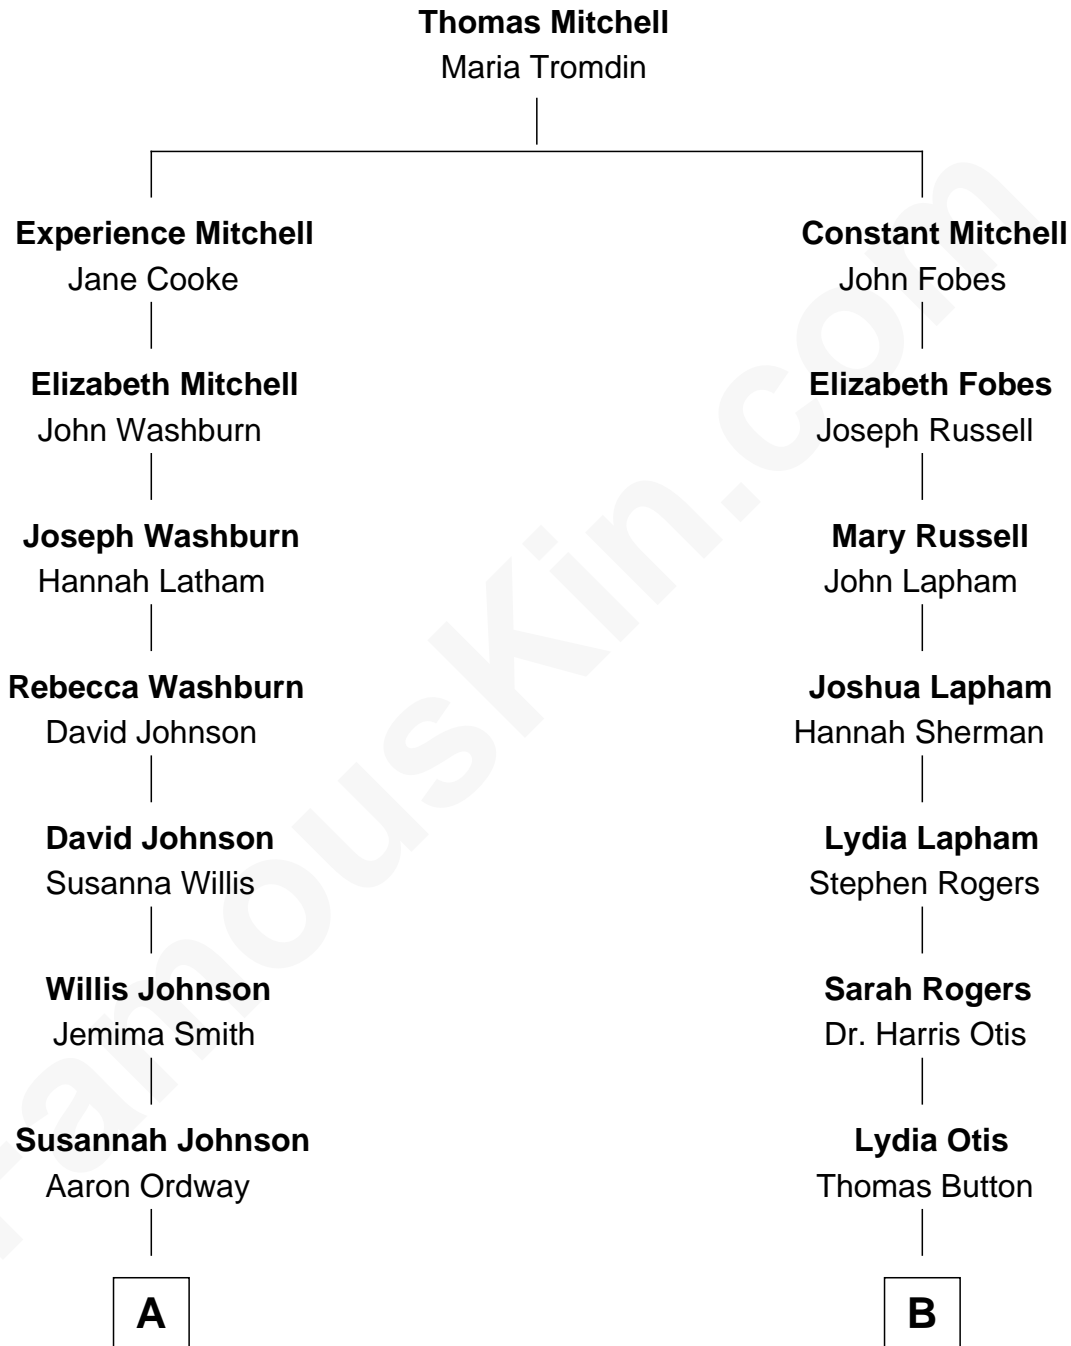 Thomas Mitchell
Maria Tromdin
Experience Mitchell
Jane Cooke
Constant Mitchell
John Fobes
Elizabeth Mitchell
John Washburn
Elizabeth Fobes
Joseph Russell
Joseph Washburn
Hannah Latham
Mary Russell
John Lapham
Rebecca Washburn
David Johnson
Joshua Lapham
Hannah Sherman
David Johnson
Susanna Willis
Lydia Lapham
Stephen Rogers
Willis Johnson
Jemima Smith
Sarah Rogers
Dr. Harris Otis
Susannah Johnson
Aaron Ordway
Lydia Otis
Thomas Button
A
B
FamousKin.com